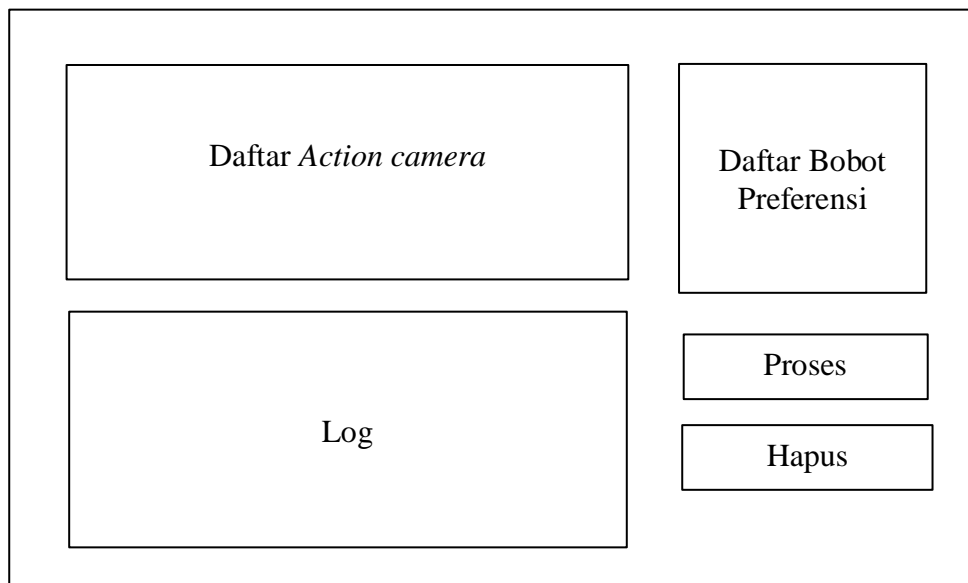 Daftar Action camera
Daftar Bobot
Preferensi
Proses
Log
Hapus